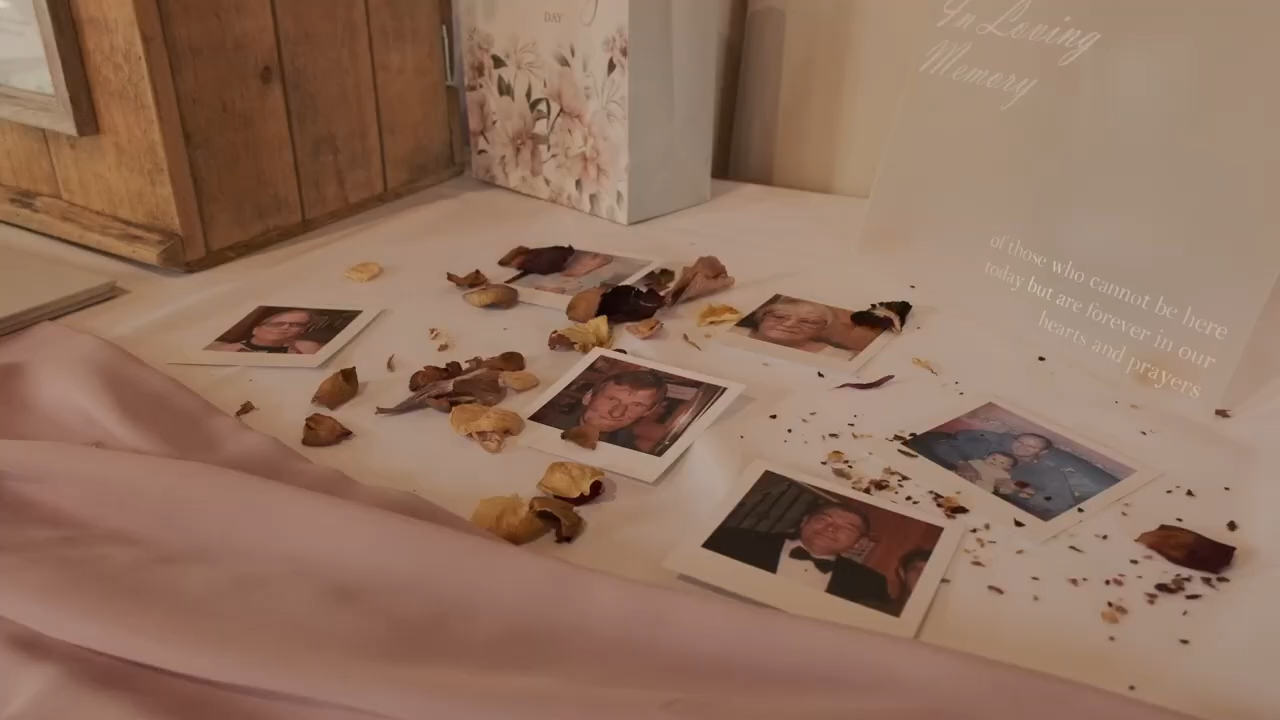 DAY
In Loving
Memory
of those who cannot be here
today but are forever in our
hearts and prayers